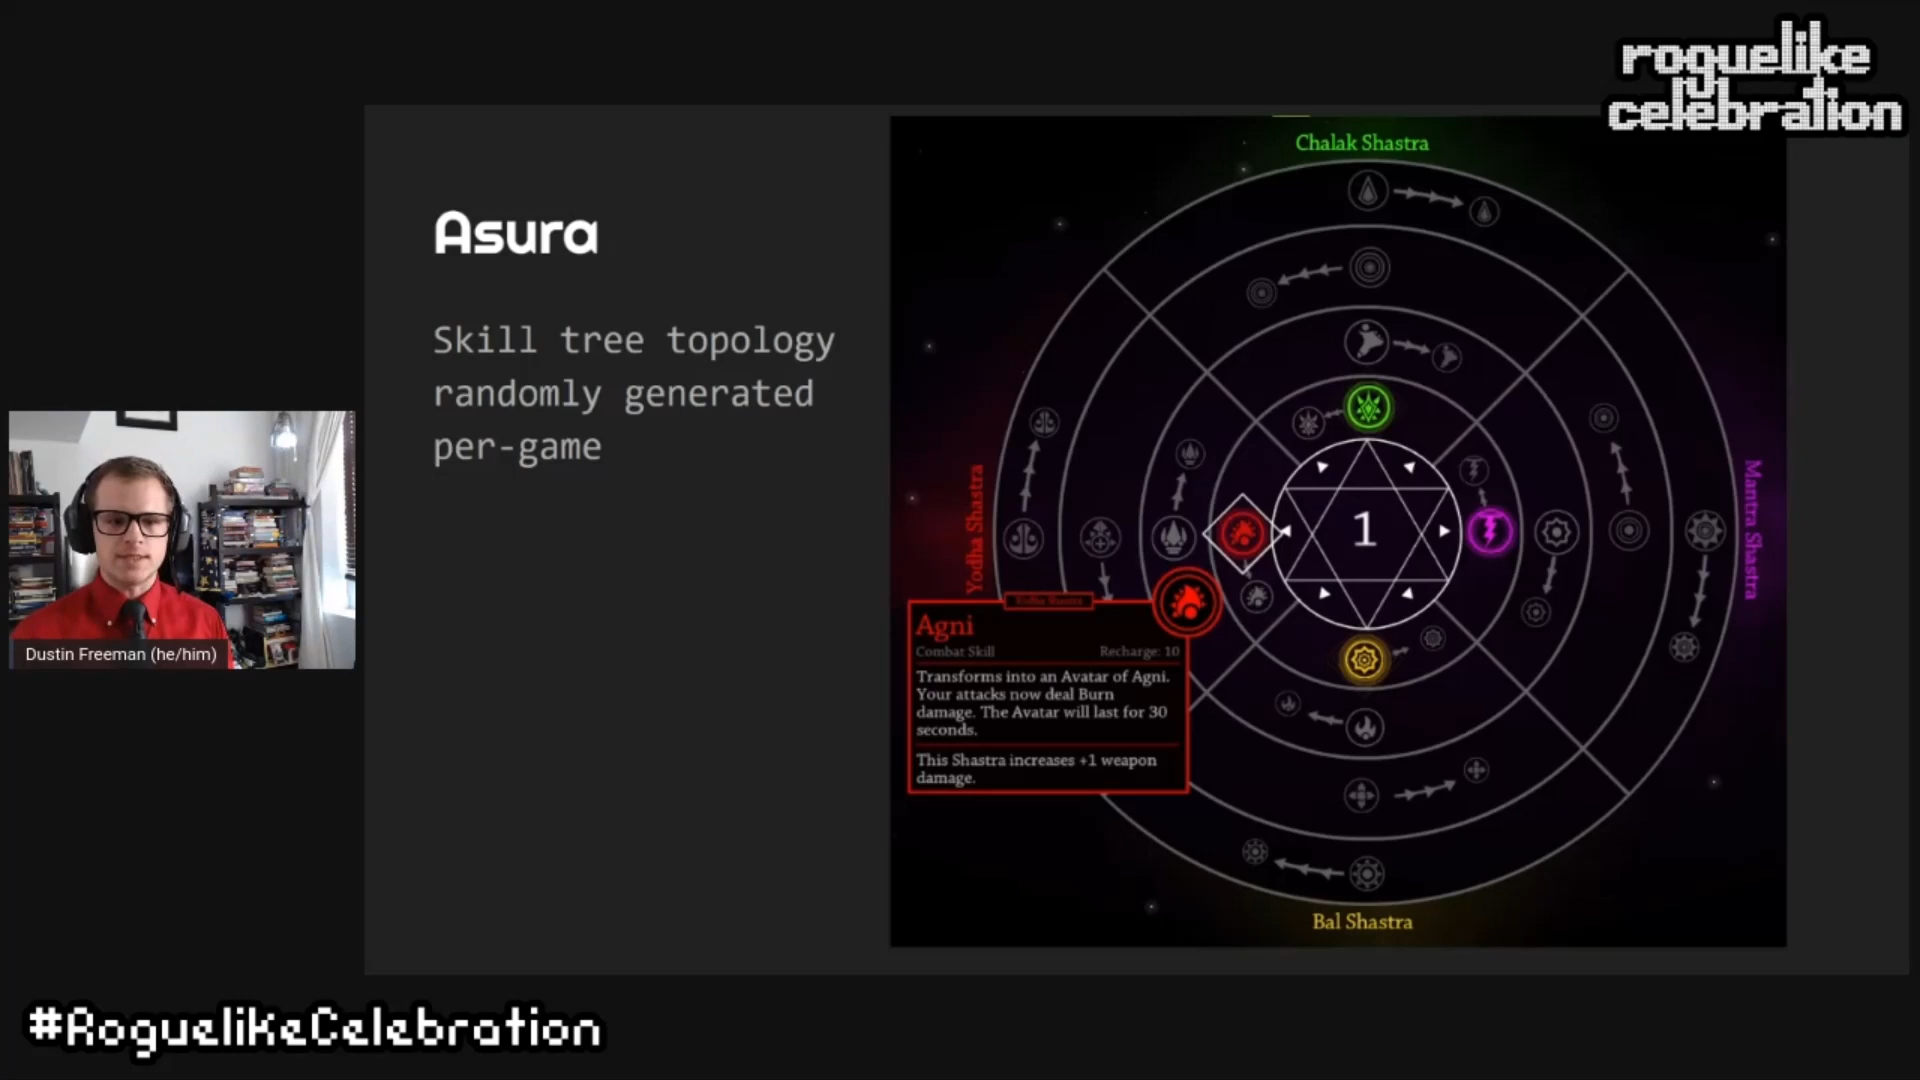 roguelike
celebration
Asura
Skill tree topology
randomly generated
per-game
Chalak Shastra
Yodha Shastra
Mantra Shastra
1
Agni
Combat Skill
Recharge: 10
Transforms into an Avatar of Agni.
Your attacks now deal Burn
damage. The Avatar will last for 30
seconds.
This Shastra increases +1 weapon
damage.
Bal Shastra
Dustin Freeman (he/him)
#RoguelikeCelebration